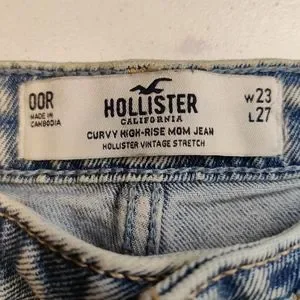 00R
MADE IN
CAMBODIA
HOLLISTER
CALIFORNIA
CURVY HIGH-RISE MOM JEAN
HOLLISTER VINTAGE STRETCH
W23
L27